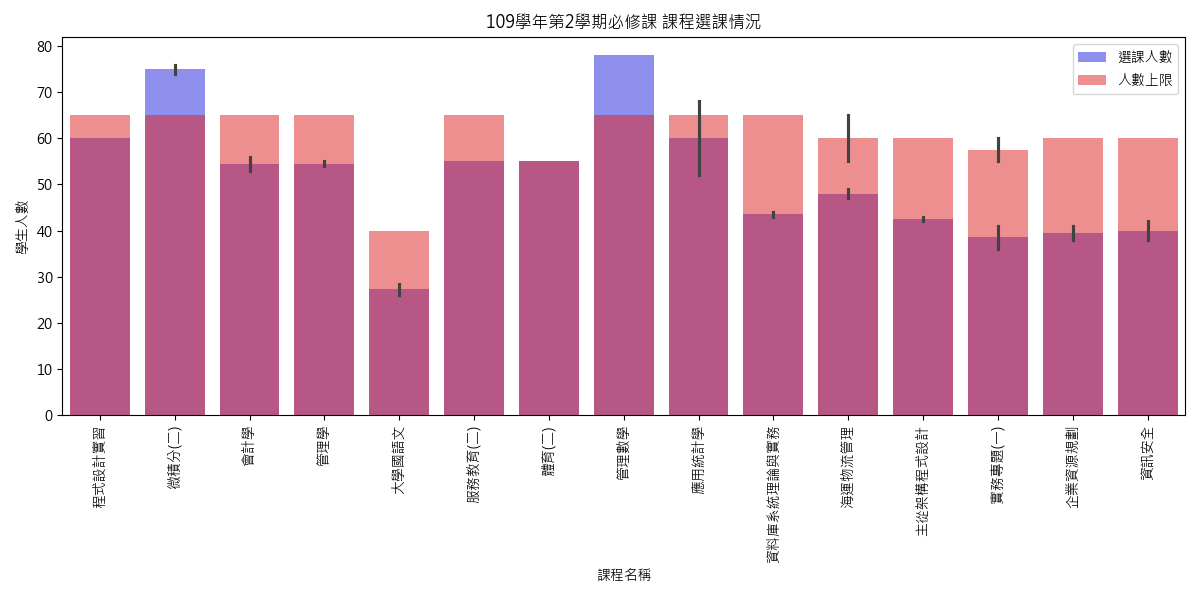 109學年第2學期必修課 課程選課情況
選課人數
人數上限
學生人數
80
70
60
50
40
30
20
10
0
程式設計實習
微積分(二)
會計學
管理學
大學國語文
服務教育(二)
體育(二)
管理數學
應用統計學
資料庫系統理論與實務
海運物流管理
主從架構程式設計
實務專題(一)
企業資源規劃
資訊安全
課程名稱